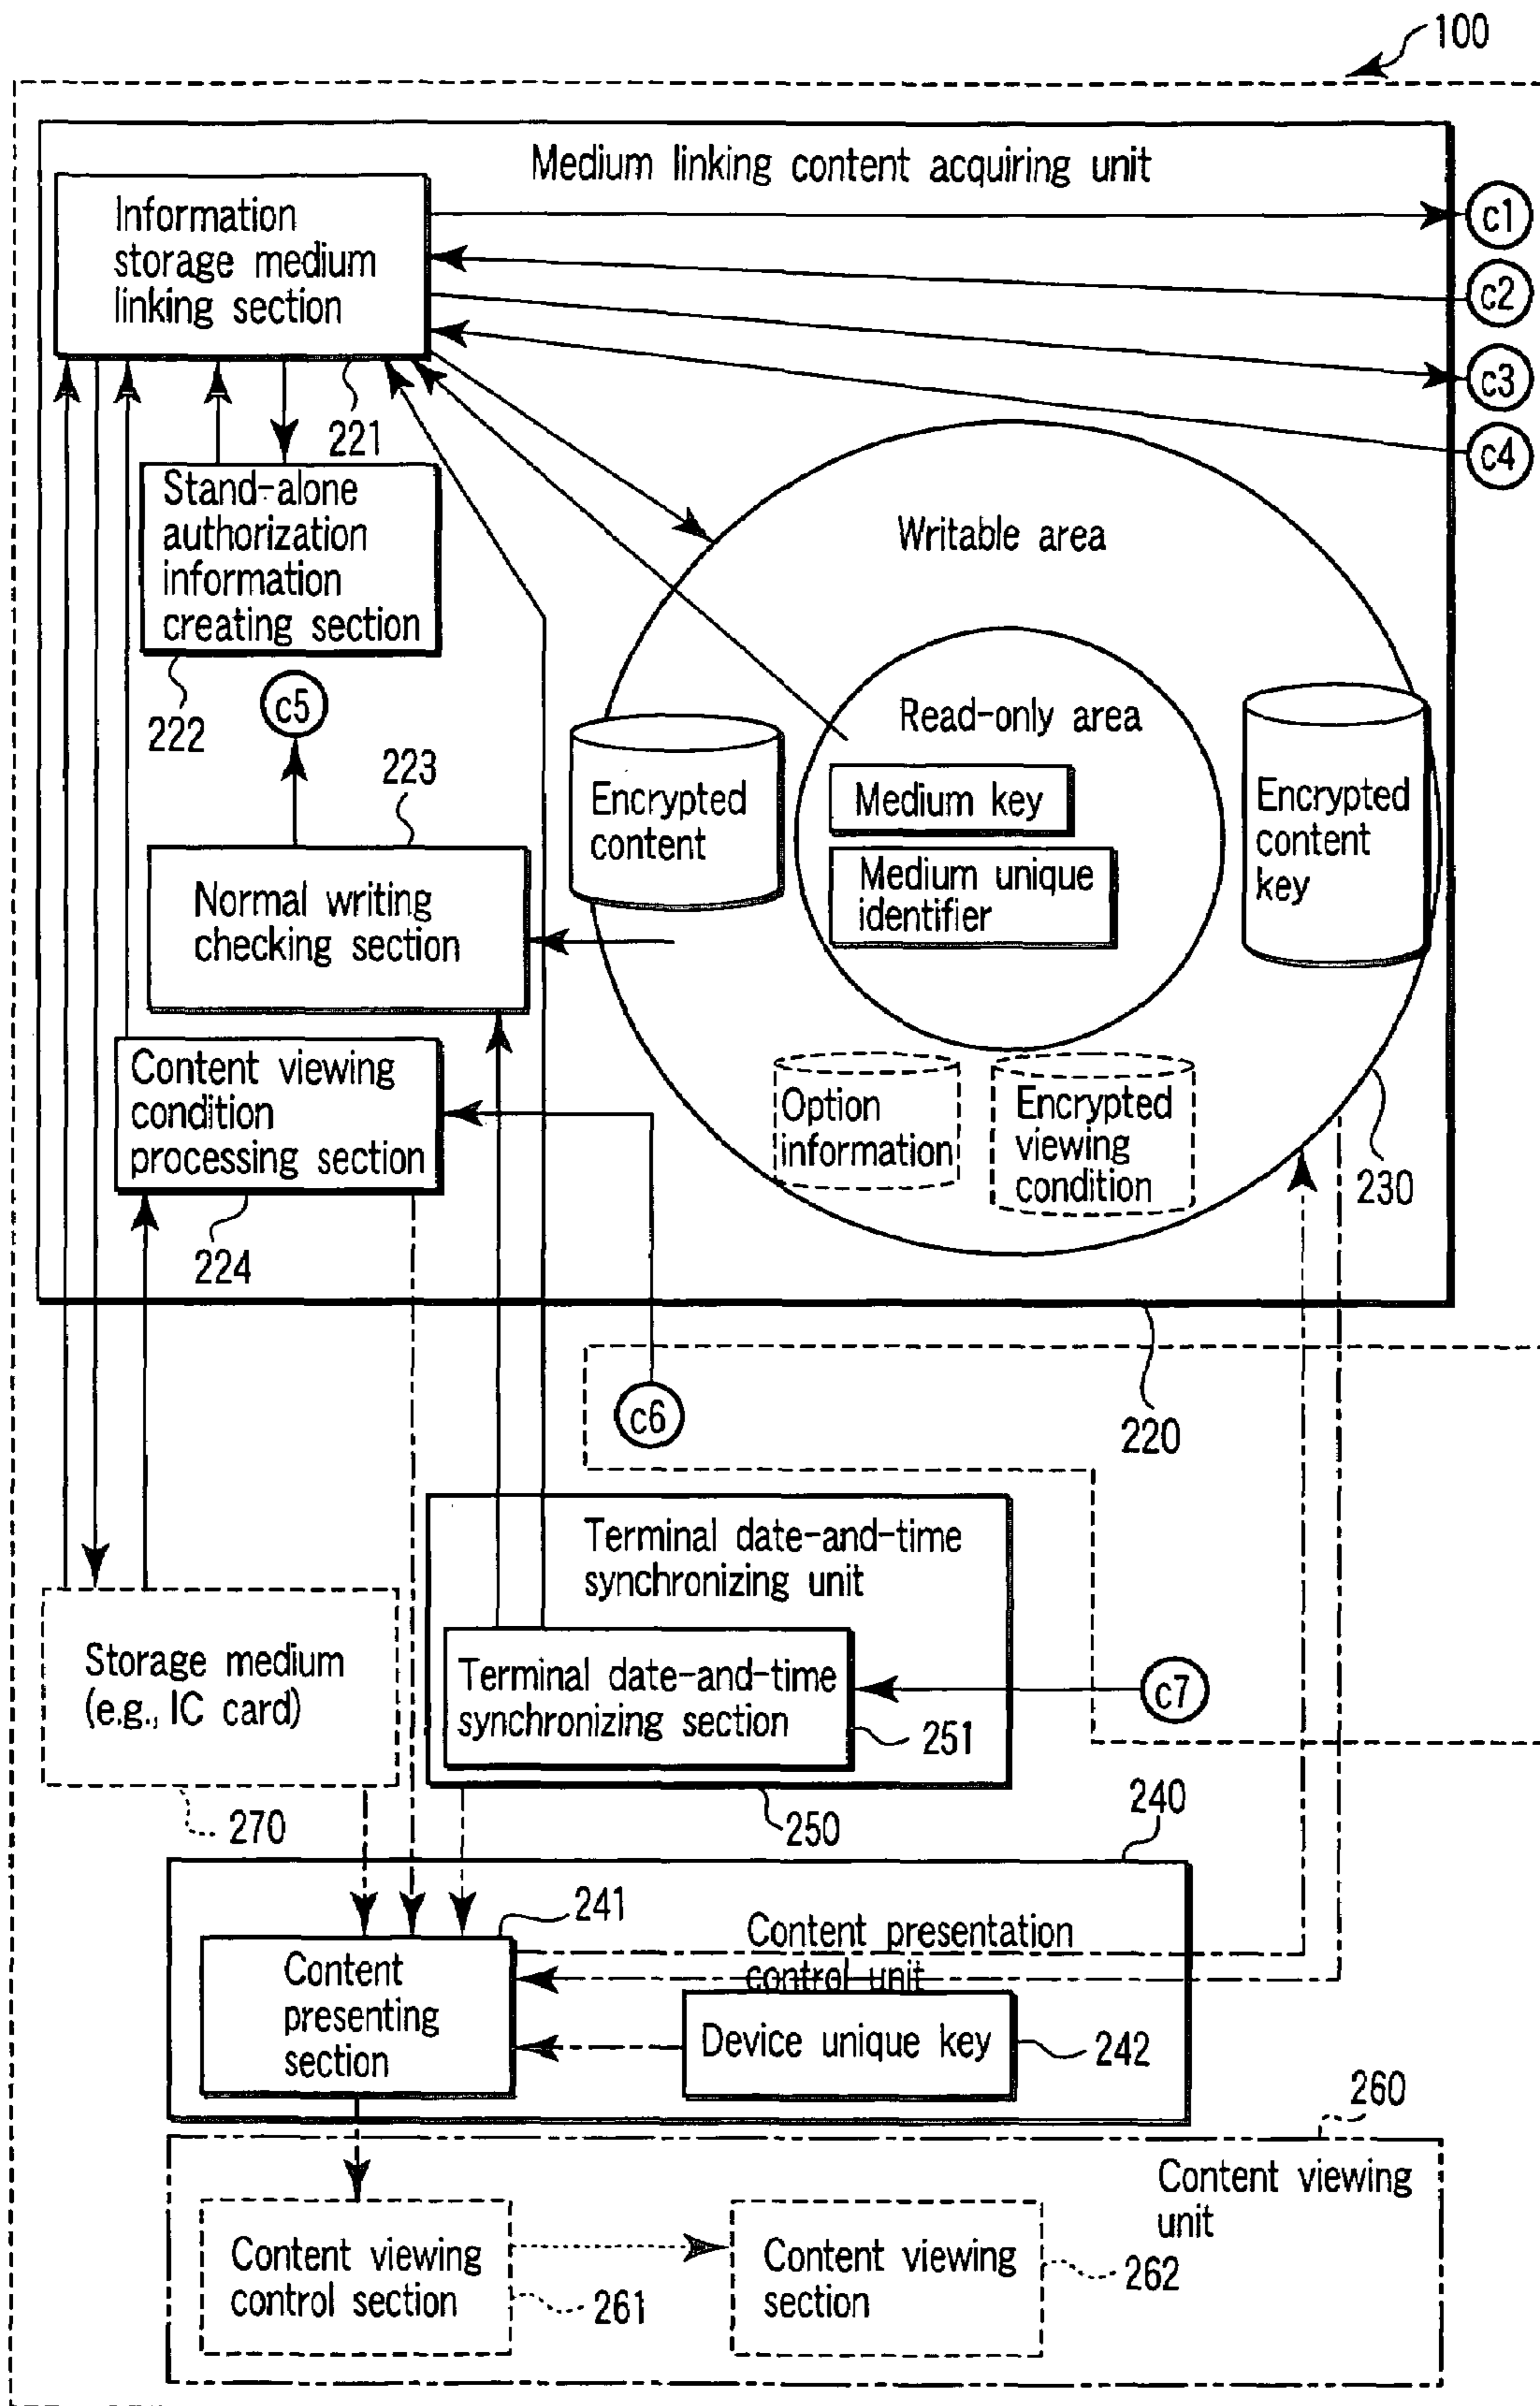 100
Medium linking content acquiring unit
Information
storage medium
linking section
c1
c2
c3
c4
221
Stand-alone
authorization
information
creating section
222
c5
223
Writable area
Read-only area
Medium key
Medium unique
identifier
Encrypted
content
Encrypted
content
key
Normal writing
checking section
Content viewing
condition
processing section
224
Option
information
Encrypted
viewing
condition
230
220
c6
Terminal date-and-time
synchronizing unit
Terminal date-and-time
synchronizing section
251
c7
Storage medium
(e.g., IC card)
270
250
240
241
Content presentation
control unit
Content
presenting
section
Device unique key
242
260
Content viewing
unit
Content viewing
control section
261
Content viewing
section
262